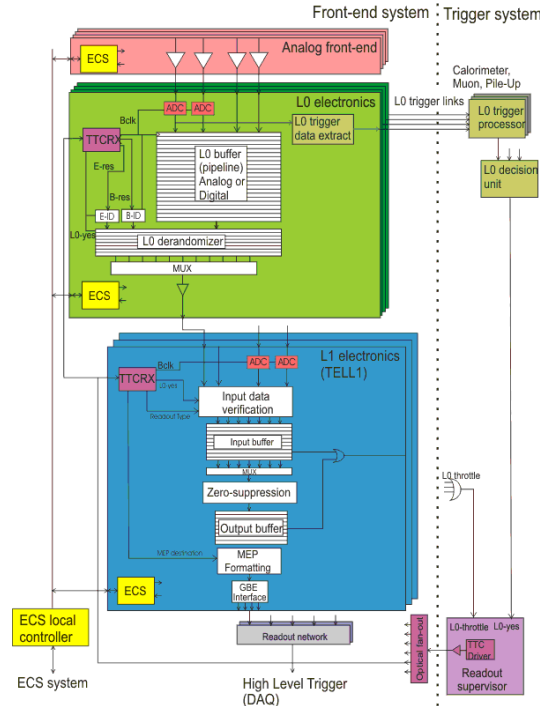 Front-end system
Trigger system
Analog front-end
ECS
Calorimeter,
Muon, Pile-Up
L0 electronics
L0 trigger links
ADC
ADC
Bclk
L0 trigger
data extract
L0 trigger
processor
TTCRX
L0 buffer
(pipeline)
Analog or
Digital
E-res
B-res
L0 decision
unit
E-ID
B-ID
L0-yes
L0 derandomizer
MUX
ECS
L1 electronics
(TELL1)
Bclk
ADC
ADC
TTCRX
L0-yes
Input data
verification
Readout Type
Input buffer
MUX
Zero-suppression
L0 throttle
Output buffer
MEP destination
MEP
Formatting
ECS
GBE
Interface
ECS local
controller
Readout network
Optical fan-out
L0-throttle
L0-yes
TTC
Driver
Readout
supervisor
ECS system
High Level Trigger
(DAQ)